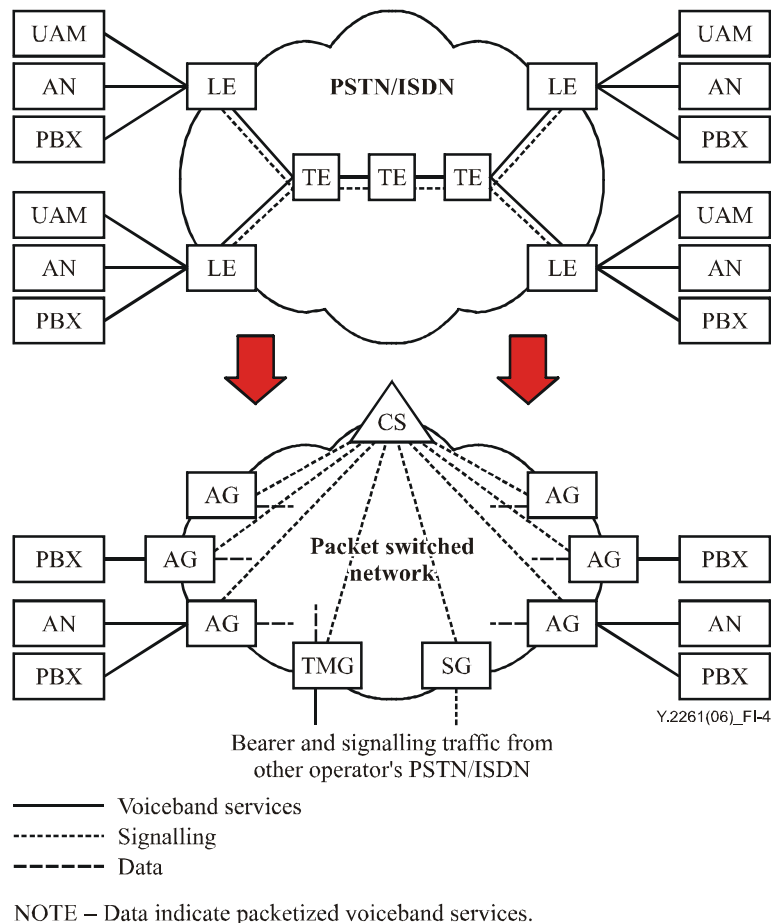 UAM
AN
PBX
LE
PSTN/ISDN
LE
UAM
AN
PBX
TE
TE
TE
UAM
AN
PBX
LE
LE
UAM
AN
PBX
CS
AG
AG
PBX
AG
Packet switched
network
AG
PBX
AN
PBX
AG
TMG
SG
AG
AN
PBX
Y.2261(06)_FI-4
Bearer and signalling traffic from
other operator's PSTN/ISDN
Voiceband services
Signalling
Data
NOTE – Data indicate packetized voiceband services.